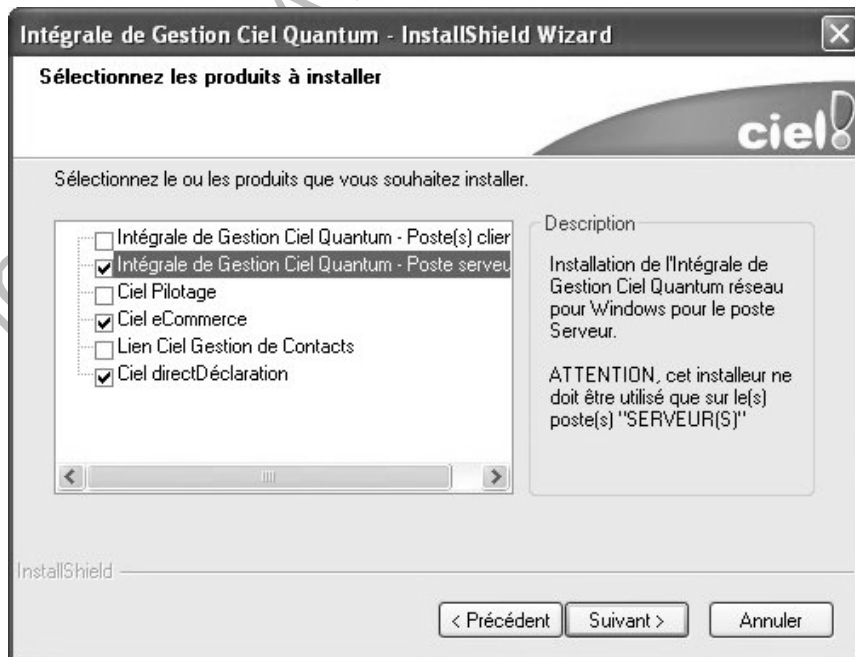 Intégrale de Gestion Ciel Quantum - InstallShield Wizard
Sélectionnez les produits à installer
ciel!
Sélectionnez le ou les produits que vous souhaitez installer.
Intégrale de Gestion Ciel Quantum - Poste(s) clier
Intégrale de Gestion Ciel Quantum - Poste serveu
Ciel Pilotage
Ciel eCommerce
Lien Ciel Gestion de Contacts
Ciel directDéclaration
Description
Installation de l'Intégrale de
Gestion Ciel Quantum réseau
pour Windows pour le poste
Serveur.
ATTENTION, cet installeur ne
doit être utilisé que sur le(s)
poste(s) "SERVEUR(S)"
InstallShield
< Précédent
Suivant >
Annuler